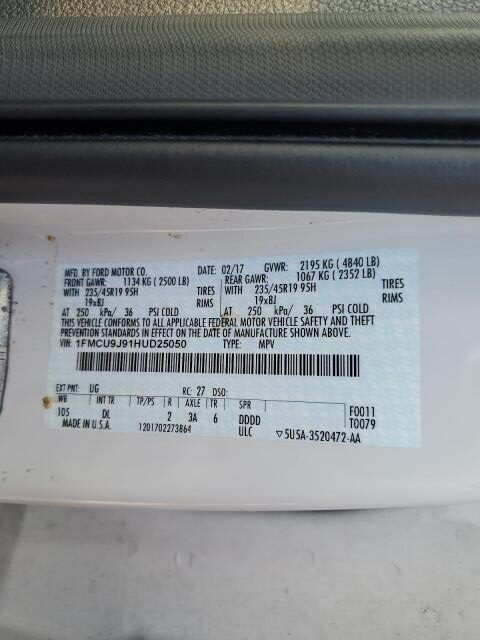 MFD. BY FORD MOTOR CO.
DATE: 02/17 GVWR: 2195 KG ( 4840 LB)
FRONT GAWR: 1134 KG ( 2500 LB) REAR GAWR: 1067 KG ( 2352 LB)
WITH 235/45R19 95H TIRES WITH 235/45R19 95H TIRES
19x8J RIMS 19x8J RIMS
AT 250 kPa/ 36 PSI COLD AT 250 kPa/ 36 PSI COLD
THIS VEHICLE CONFORMS TO ALL APPLICABLE FEDERAL MOTOR VEHICLE SAFETY AND THEFT
PREVENTION STANDARDS IN EFFECT ON THE DATE OF MANUFACTURE SHOWN ABOVE.
VIN: 1FMCU9J91HUD25050 TYPE: MPV
EXT PNT: UG RC: 27 DSO:
WB INT TR TP/PS R AXLE TR SPR
105 DL 2 3A 6 DDDD F0011
MADE IN U.S.A. 1201702273864 ULC T0079
▽5U5A-3520472-AA